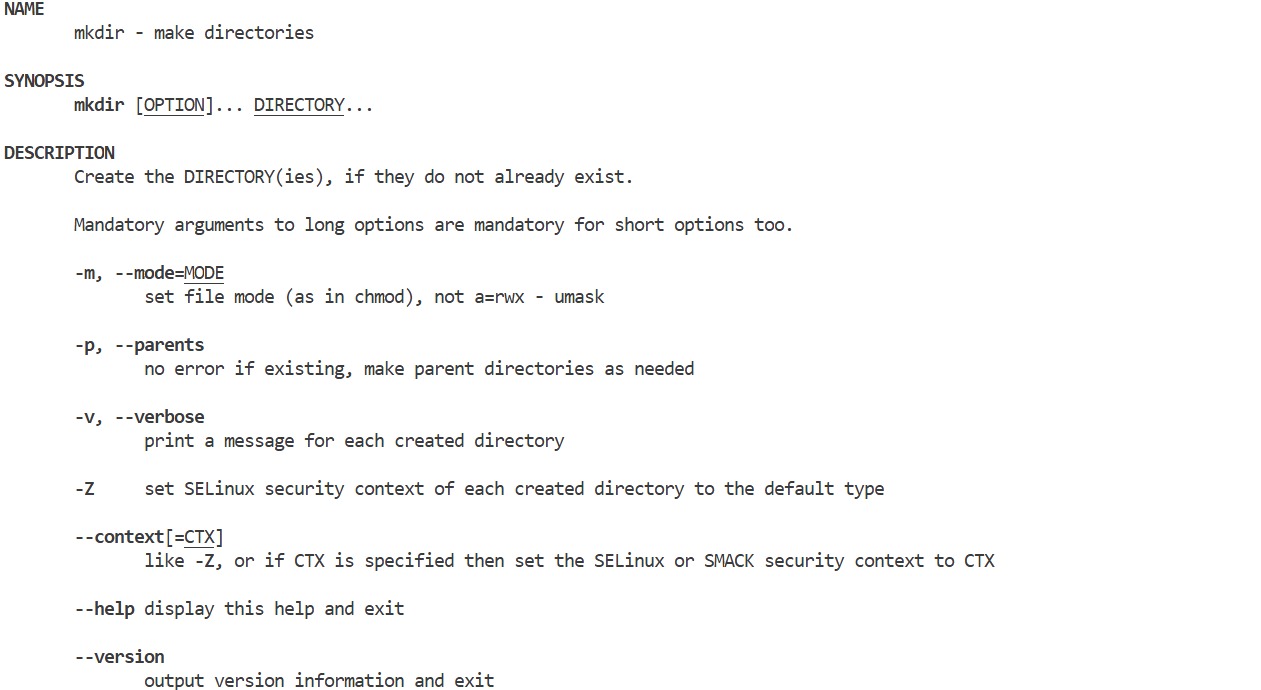 NAME
mkdir - make directories
SYNOPSIS
mkdir [OPTION]... DIRECTORY...
DESCRIPTION
Create the DIRECTORY(ies), if they do not already exist.
Mandatory arguments to long options are mandatory for short options too.
-m, --mode=MODE
set file mode (as in chmod), not a=rwx - umask
-p, --parents
no error if existing, make parent directories as needed
-v, --verbose
print a message for each created directory
-Z     set SELinux security context of each created directory to the default type
--context[=CTX]
like -Z, or if CTX is specified then set the SELinux or SMACK security context to CTX
--help display this help and exit
--version
output version information and exit